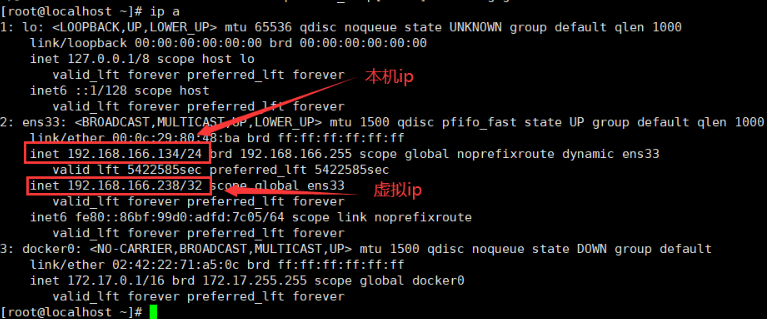 [root@localhost ~]# ip a
1: lo: <LOOPBACK,UP,LOWER_UP> mtu 65536 qdisc noqueue state UNKNOWN group default qlen 1000
link/loopback 00:00:00:00:00:00 brd 00:00:00:00:00:00
inet 127.0.0.1/8 scope host lo
valid_lft forever preferred_lft forever
本机ip
inet6 ::1/128 scope host
valid_lft forever preferred_lft forever
2: ens33: <BROADCAST,MULTICAST,UP,LOWER_UP> mtu 1500 qdisc pfifo_fast state UP group default qlen 1000
link/ether 00:0c:29:80:48:ba brd ff:ff:ff:ff:ff:ff
inet 192.168.166.134/24 brd 192.168.166.255 scope global noprefixroute dynamic ens33
valid_lft 5422585sec preferred_lft 5422585sec
inet 192.168.166.238/32 scope global ens33
虚拟ip
valid_lft forever preferred_lft forever
inet6 fe80::86bf:99d0:adfd:7c05/64 scope link noprefixroute
valid_lft forever preferred_lft forever
3: docker0: <NO-CARRIER,BROADCAST,MULTICAST,UP> mtu 1500 qdisc noqueue state DOWN group default
link/ether 02:42:22:71:a5:0c brd ff:ff:ff:ff:ff:ff
inet 172.17.0.1/16 brd 172.17.255.255 scope global docker0
valid_lft forever preferred_lft forever
[root@localhost ~]#